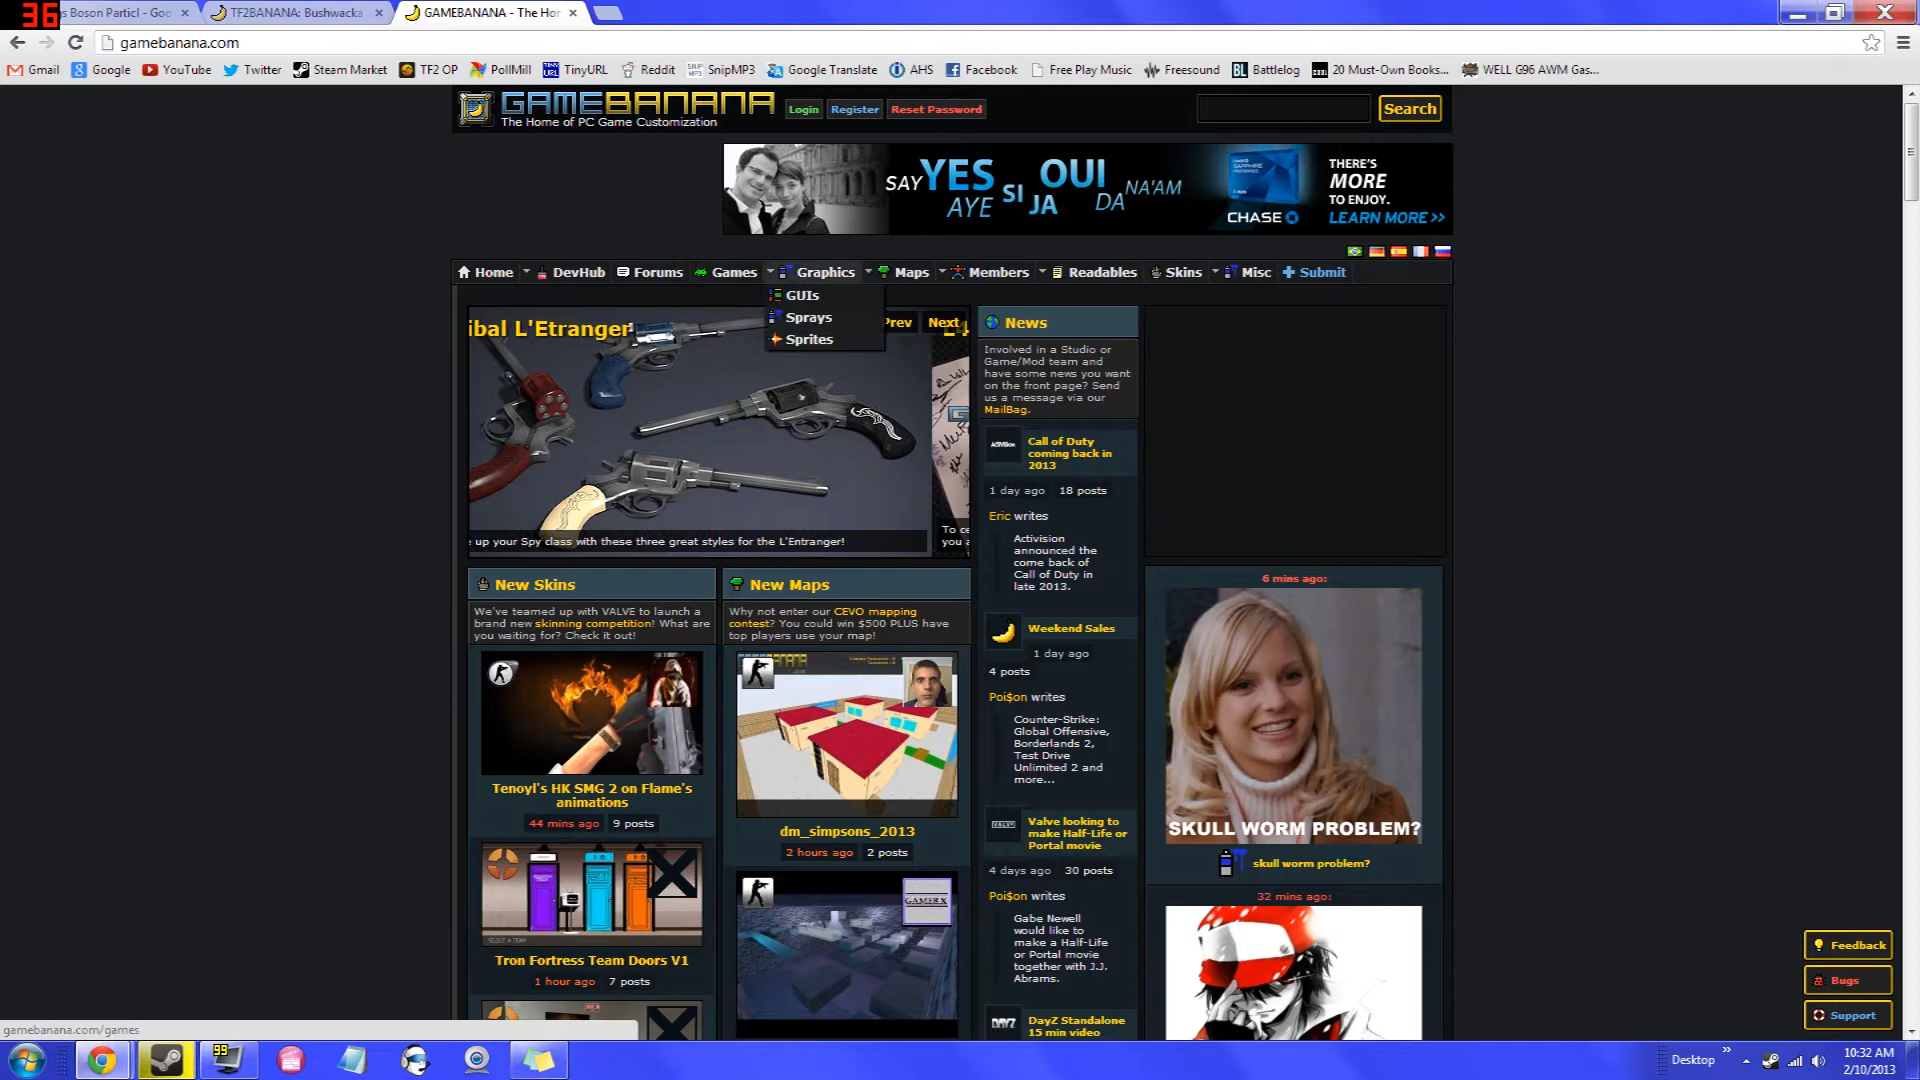 36
s Boson Particl - Goo
TF2BANANA: Bushwacka
GAMEBANANA - The Hor
gamebanana.com
Gmail
Google
YouTube
Twitter
Steam Market
TF2 OP
PollMill
TinyURL
Reddit
SnipMP3
Google Translate
AHS
Facebook
Free Play Music
Freesound
Battlelog
20 Must-Own Books...
WELL G96 AWM Gas...
GAMEBANANA
The Home of PC Game Customization
Login
Register
Reset Password
Search
SAY YES AYE SI JA OUI DA NA'AM
CHASE
THERE'S
MORE
TO ENJOY.
LEARN MORE >>
Home
DevHub
Forums
Games
Graphics
Maps
Members
Readables
Skins
Misc
Submit
GUIs
Sprays
Sprites
ibal L'Etranger
Prev
Next
e up your Spy class with these three great styles for the L'Entranger!
To ce
you a
News
Involved in a Studio or
Game/Mod team and
have some news you want
on the front page? Send
us a message via our
MailBag.
Call of Duty
coming back in
2013
1 day ago 18 posts
Eric writes
Activision
announced the
come back of
Call of Duty in
late 2013.
Weekend Sales
1 day ago
4 posts
Poi$on writes
Counter-Strike:
Global Offensive,
Borderlands 2,
Test Drive
Unlimited 2 and
more...
Valve looking to
make Half-Life or
Portal movie
4 days ago 30 posts
Poi$on writes
Gabe Newell
would like to
make a Half-Life
or Portal movie
together with J.J.
Abrams.
DAYZ
DayZ Standalone
15 min video
New Skins
We've teamed up with VALVE to launch a
brand new skinning competition! What are
you waiting for? Check it out!
Tenoyl's HK SMG 2 on Flame's
animations
44 mins ago 9 posts
Tron Fortress Team Doors V1
1 hour ago 7 posts
New Maps
Why not enter our CEVO mapping
contest? You could win $500 PLUS have
top players use your map!
dm_simpsons_2013
2 hours ago 2 posts
GAMERX
6 mins ago:
SKULL WORM PROBLEM?
skull worm problem?
32 mins ago:
Feedback
Bugs
Support
gamebanana.com/games
99
Desktop
10:32 AM
2/10/2013